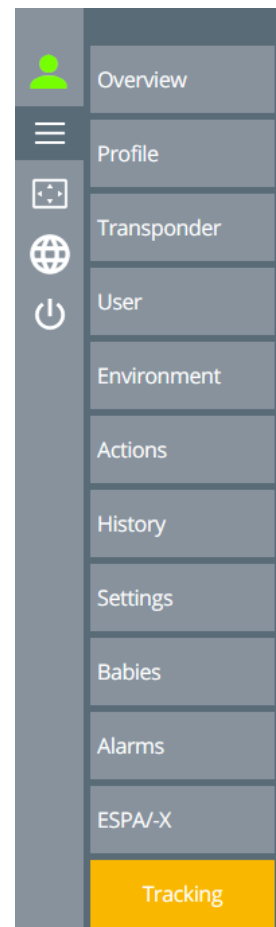 Overview
Profile
Transponder
User
Environment
Actions
History
Settings
Babies
Alarms
ESPA/-X
Tracking